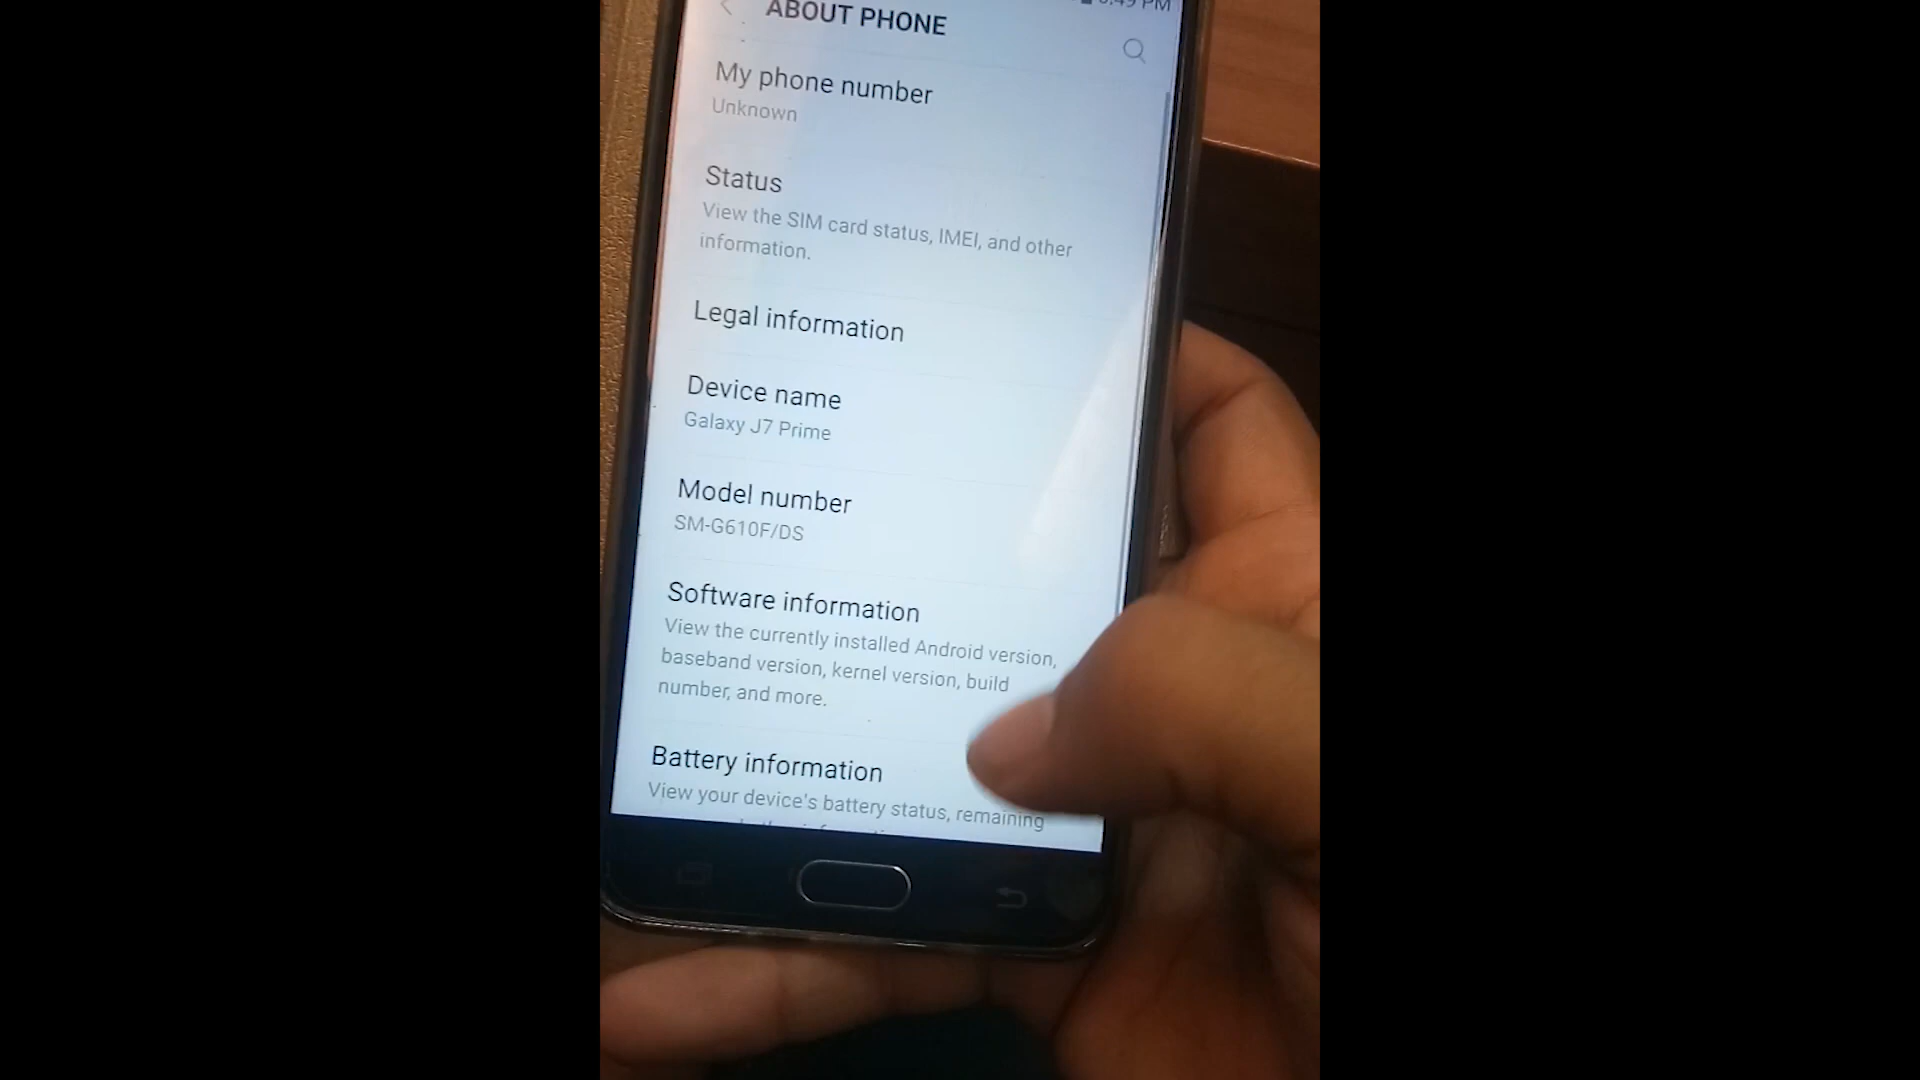 ABOUT PHONE
My phone number
Unknown
Status
View the SIM card status, IMEI, and other
information.
Legal information
Device name
Galaxy J7 Prime
Model number
SM-G610F/DS
Software information
View the currently installed Android version,
baseband version, kernel version, build
number, and more.
Battery information
View your device's battery status, remaining